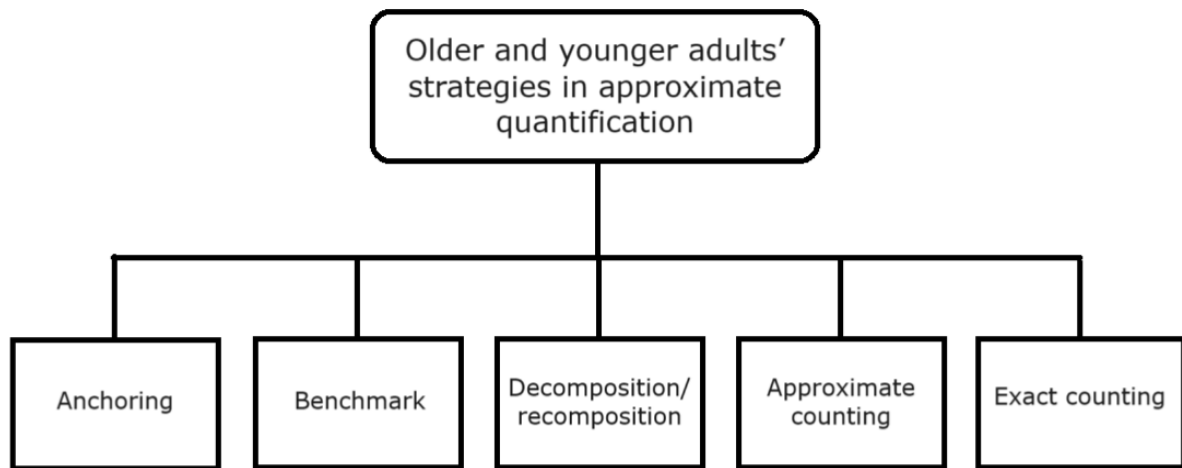 Older and younger adults’
strategies in approximate
quantification
Anchoring
Benchmark
Decomposition/
recomposition
Approximate
counting
Exact counting